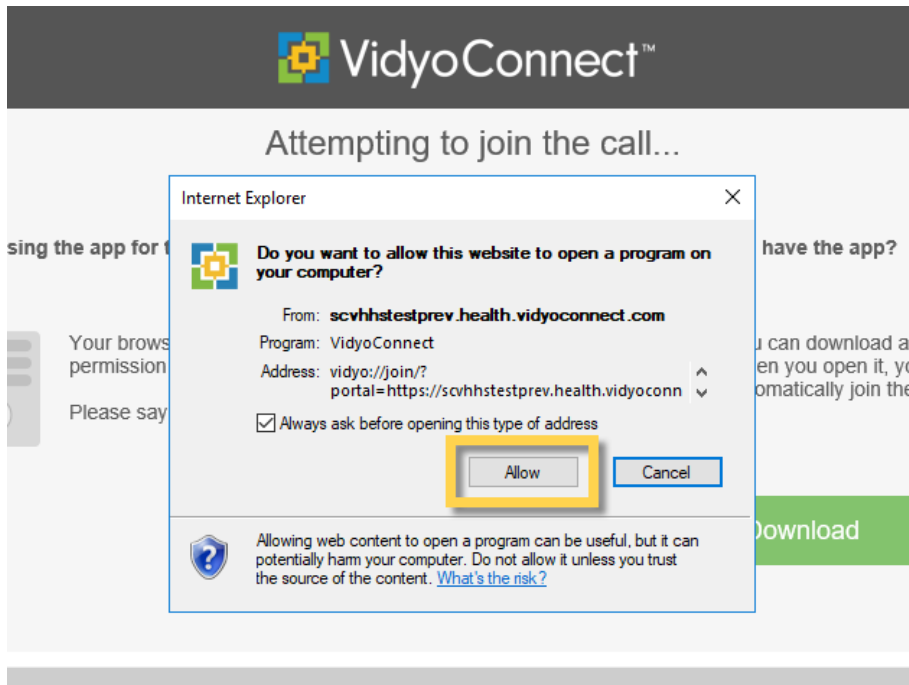 VidyoConnect™
Attempting to join the call...
Internet Explorer
sing the app for t
have the app?
Do you want to allow this website to open a program on
your computer?
From: scvhhstestprev.health.vidyoconnect.com
Program: VidyoConnect
Address: vidyo://join/?
portal=https://scvhhstestprev.health.vidyoconn
Always ask before opening this type of address
Allow Cancel
Your brows
permission
Please say
u can download a
en you open it, yo
omatically join the
Download
Allowing web content to open a program can be useful, but it can
potentially harm your computer. Do not allow it unless you trust
the source of the content. What's the risk?